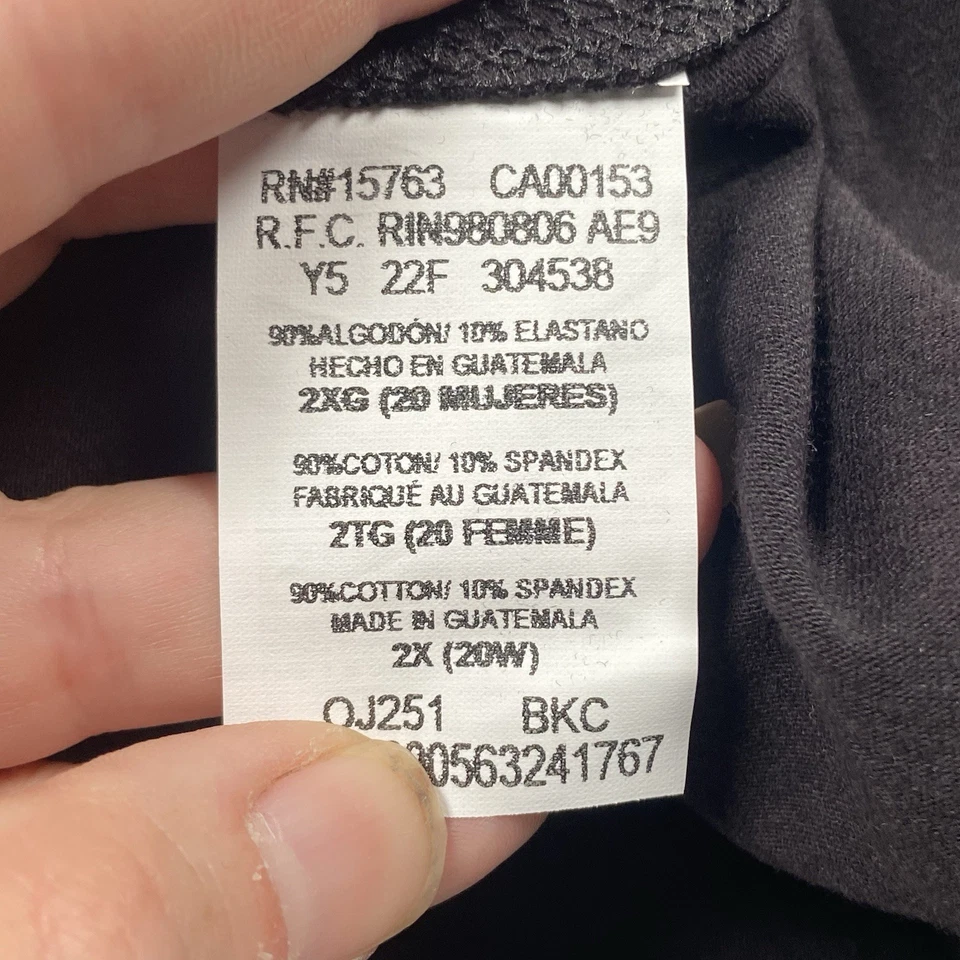 RN#15763 CA00153
R.F.C. RIN980806 AE9
Y5 22F 304538
90%ALGODÓN/ 10% ELASTANO
HECHO EN GUATEMALA
2XG (20 MUJERES)
90%COTON/ 10% SPANDEX
FABRIQUÉ AU GUATEMALA
2TG (20 FEMME)
90%COTTON/ 10% SPANDEX
MADE IN GUATEMALA
2X (20W)
OJ251 BKC
0563241767